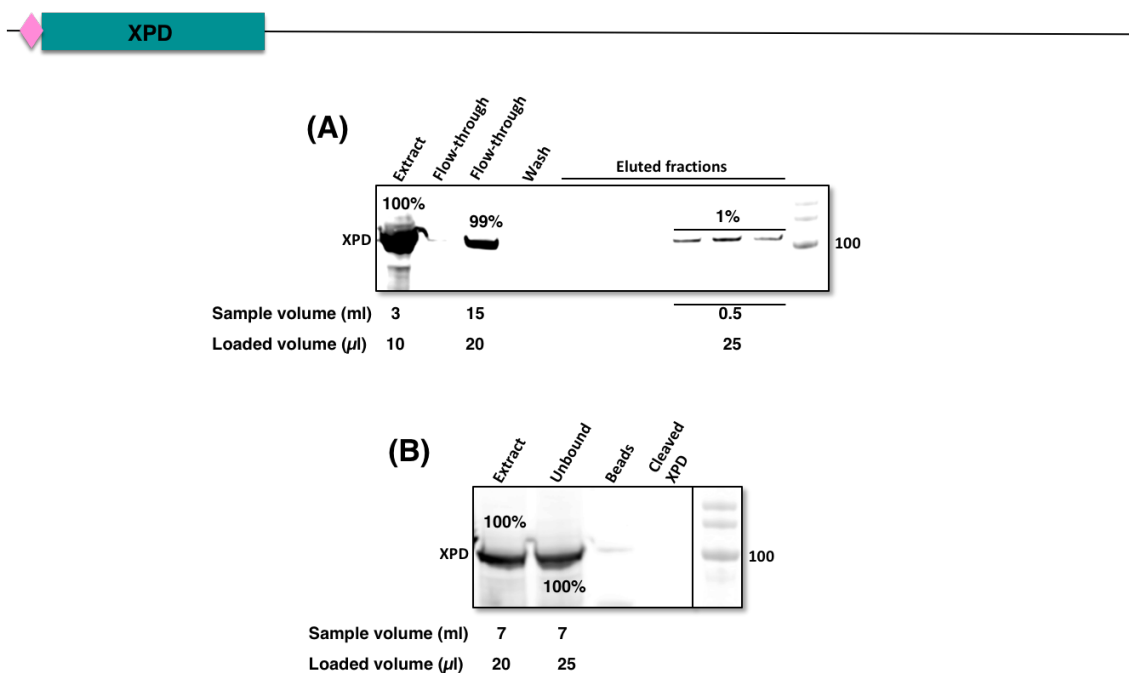 XPD
(A)
Extract
Flow-through
Flow-through
Wash
Eluted fractions
100%
99%
1%
XPD
100
Sample volume (ml) 3 15 0.5
Loaded volume (µl) 10 20 25
(B)
Extract
Unbound
Beads
Cleaved
XPD
100%
XPD
100
100%
Sample volume (ml) 7 7
Loaded volume (µl) 20 25